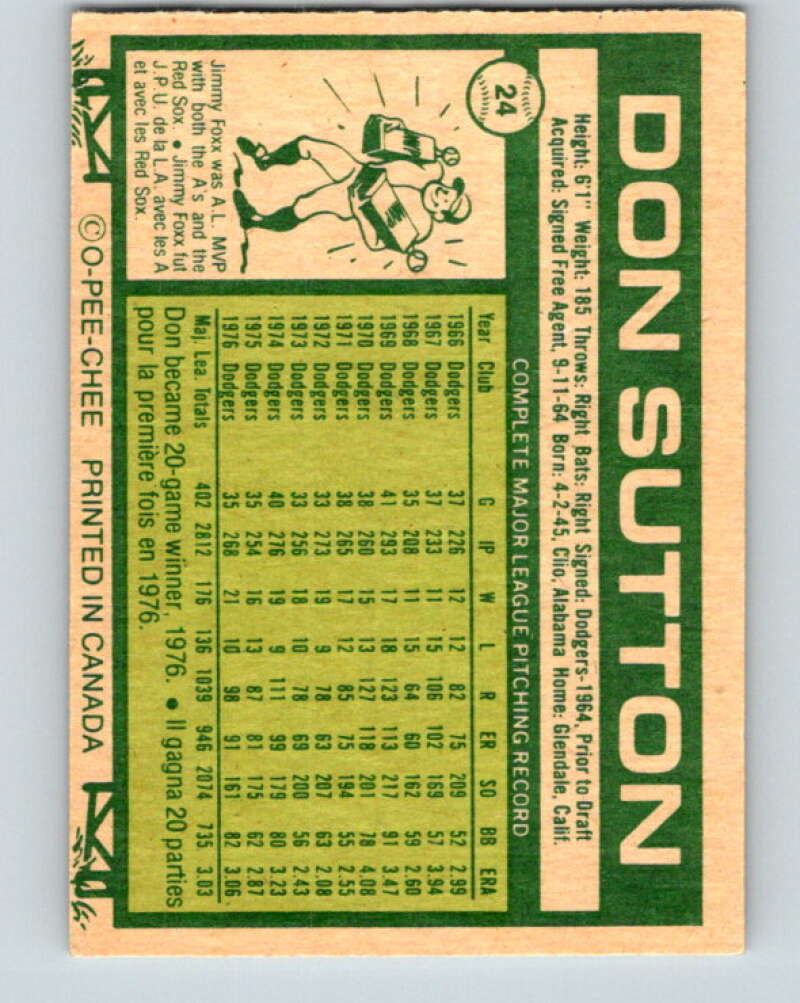 24
DON SUTTON
Height: 6'1" Weight: 185 Throws: Right Bats: Right Signed: Dodgers-1964, Prior to Draft
Acquired: Signed Free Agent, 9-11-64 Born: 4-2-45, Clio, Alabama Home: Glendale, Calif.
COMPLETE MAJOR LEAGUE PITCHING RECORD
Year Club G IP W L R ER SO BB ERA
1966 Dodgers 37 226 12 12 82 75 209 52 2.99
1967 Dodgers 37 233 11 15 106 102 169 57 3.94
1968 Dodgers 35 208 11 15 64 60 162 59 2.60
1969 Dodgers 41 293 17 18 123 113 217 91 3.47
1970 Dodgers 38 260 15 13 127 118 201 78 4.08
1971 Dodgers 38 265 17 12 85 75 194 55 2.55
1972 Dodgers 33 273 19 9 78 63 207 63 2.08
1973 Dodgers 33 256 18 10 78 69 200 56 2.43
1974 Dodgers 40 276 19 9 111 99 179 80 3.23
1975 Dodgers 35 254 16 13 87 81 175 62 2.87
1976 Dodgers 35 268 21 10 98 91 161 82 3.06
Maj. Lea. Totals 402 2812 176 136 1039 946 2074 735 3.03
Don became 20-game winner, 1976. • Il gagna 20 parties
pour la première fois en 1976.
Jimmy Foxx was A.L. MVP
with both the A's and the
Red Sox. • Jimmy Foxx fut
J.P.U. de la L.A. avec les A
et avec les Red Sox.
©O-PEE-CHEE PRINTED IN CANADA